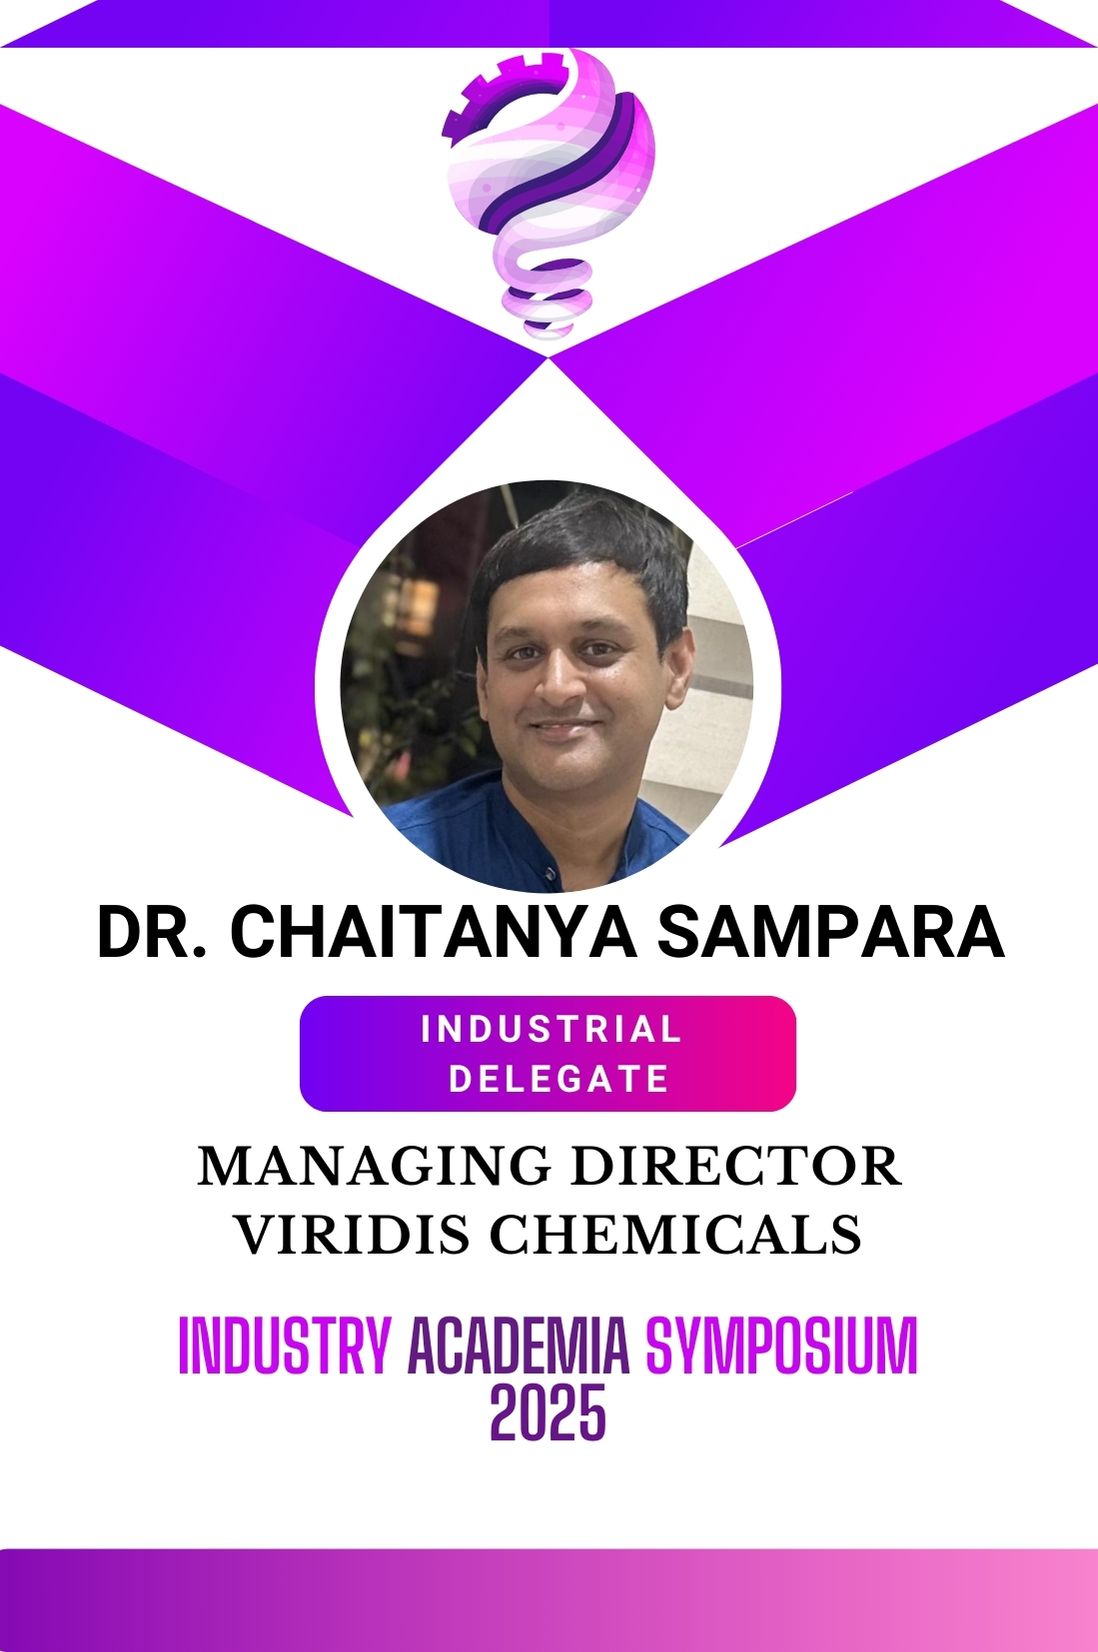 DR. CHAITANYA SAMPARA
INDUSTRIAL
DELEGATE
MANAGING DIRECTOR
VIRIDIS CHEMICALS
INDUSTRY ACADEMIA SYMPOSIUM
2025